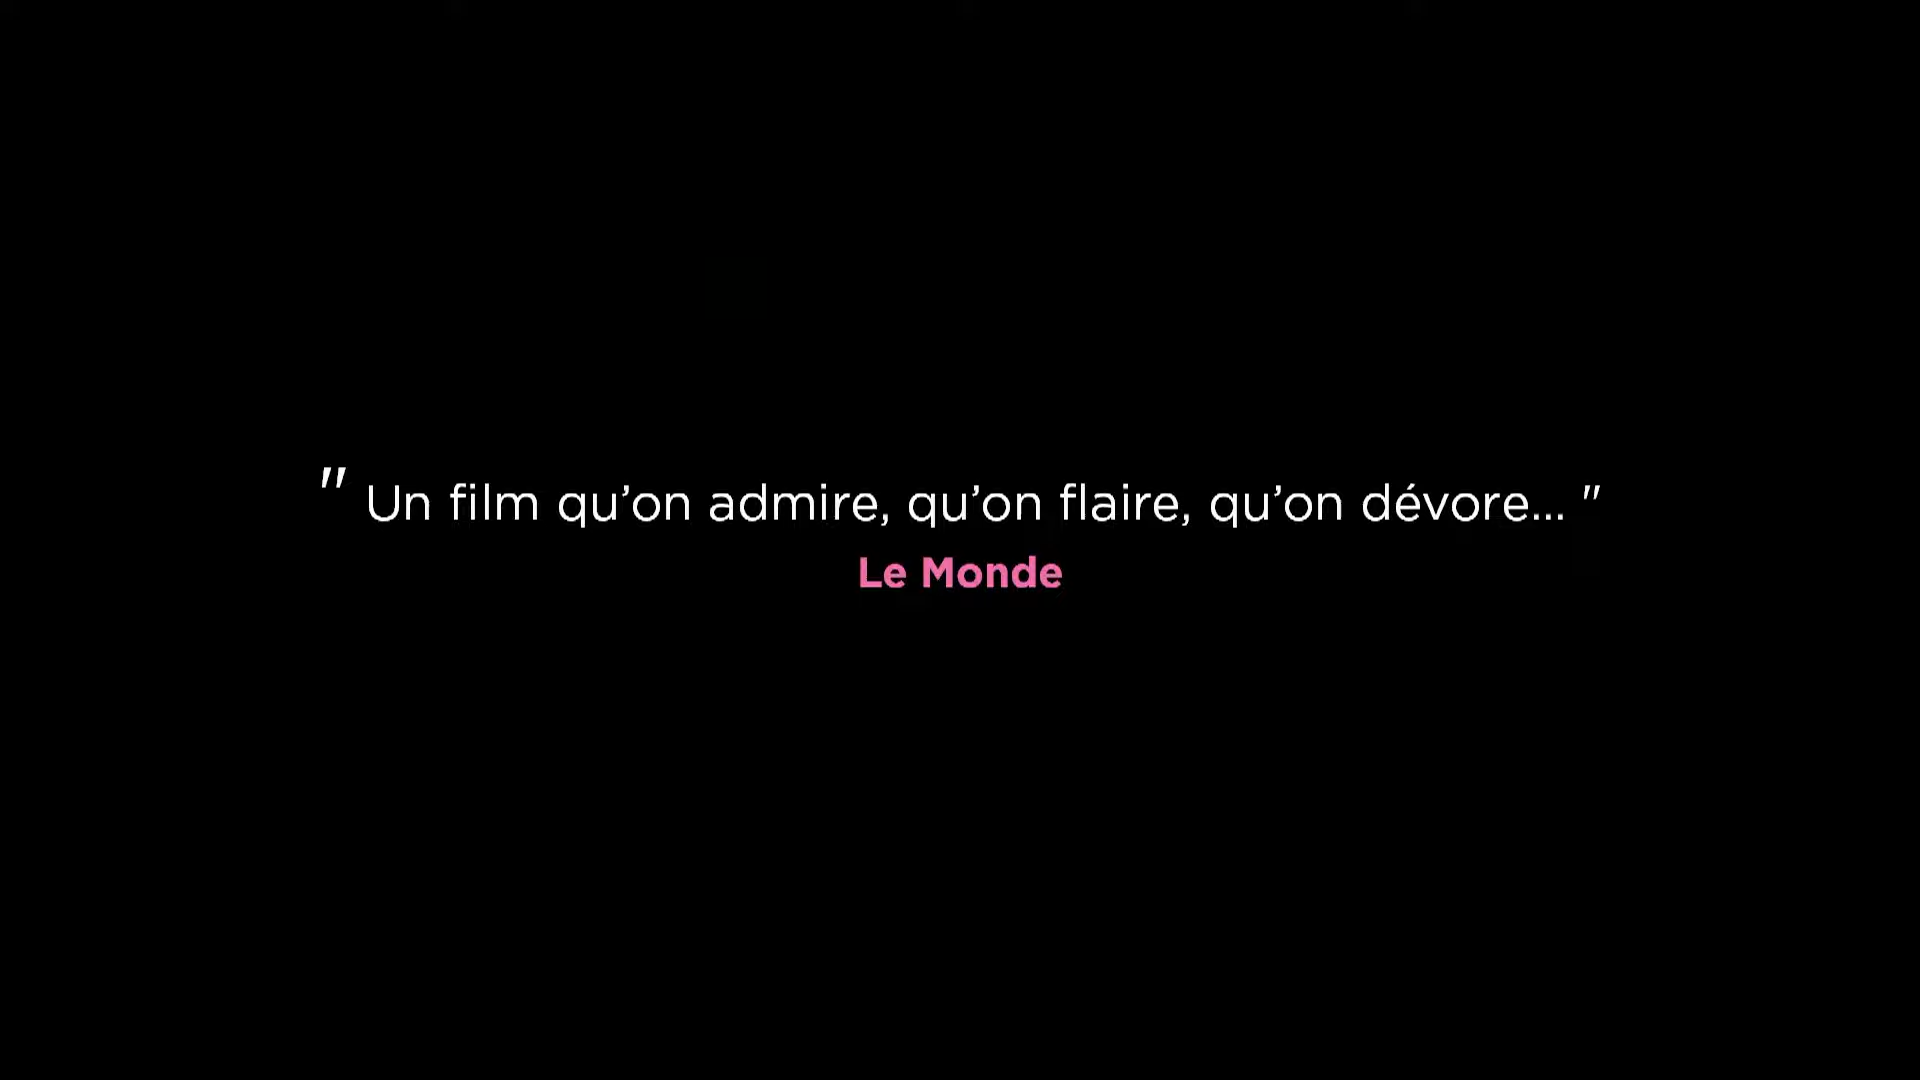 " Un film qu’on admire, qu’on flaire, qu’on dévore... "
Le Monde